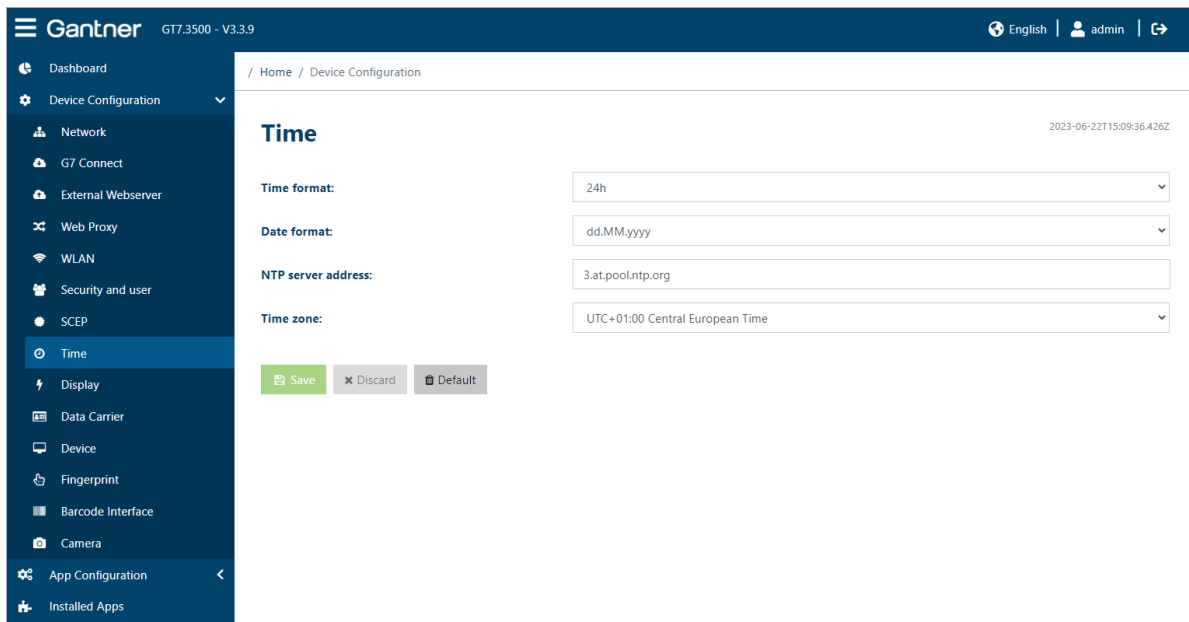 Gantner GT7.3500 - V3.3.9 English admin
Dashboard
Device Configuration
Network
G7 Connect
External Webserver
Web Proxy
WLAN
Security and user
SCEP
Time
Display
Data Carrier
Device
Fingerprint
Barcode Interface
Camera
App Configuration
Installed Apps
/ Home / Device Configuration
Time 2023-06-22T15:09:36.426Z
Time format: 24h
Date format: dd.MM.yyyy
NTP server address: 3.at.pool.ntp.org
Time zone: UTC+01:00 Central European Time
Save Discard Default